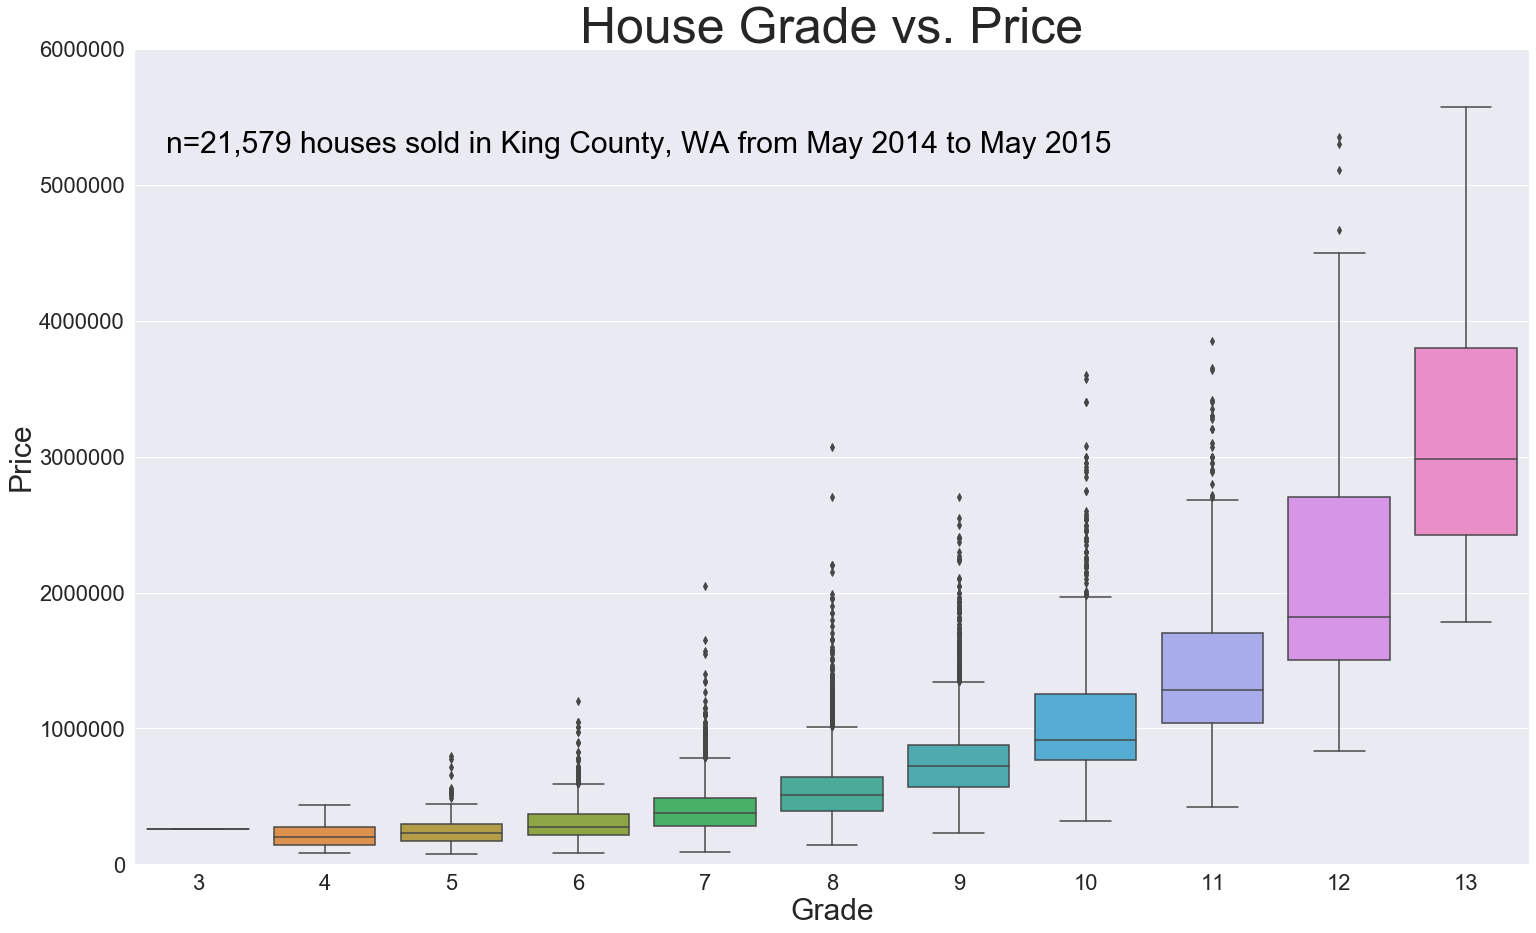 House Grade vs. Price
6000000
n=21,579 houses sold in King County, WA from May 2014 to May 2015
5000000
4000000
3000000
2000000
1000000
0
Price
3 4 5 6 7 8 9 10 11 12 13
Grade